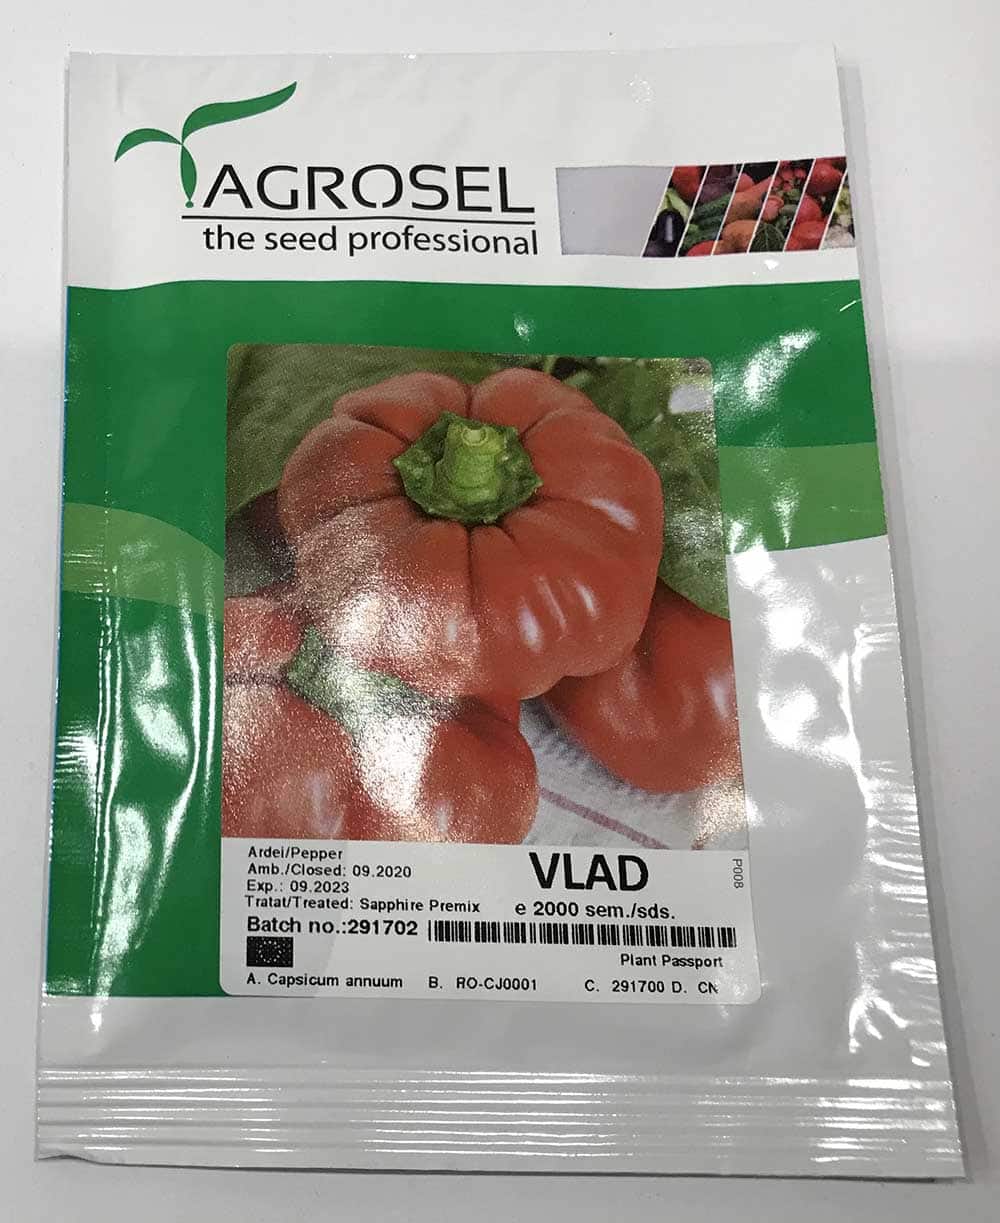 AGROSEL
the seed professional
Ardei/Pepper
Amb./Closed: 09.2020
Exp.: 09.2023
Tratat/Treated: Sapphire Premix
VLAD
e 2000 sem./sds.
P008
Batch no.:291702
Plant Passport
A. Capsicum annuum B. RO-CJ0001 C. 291700 D. CN